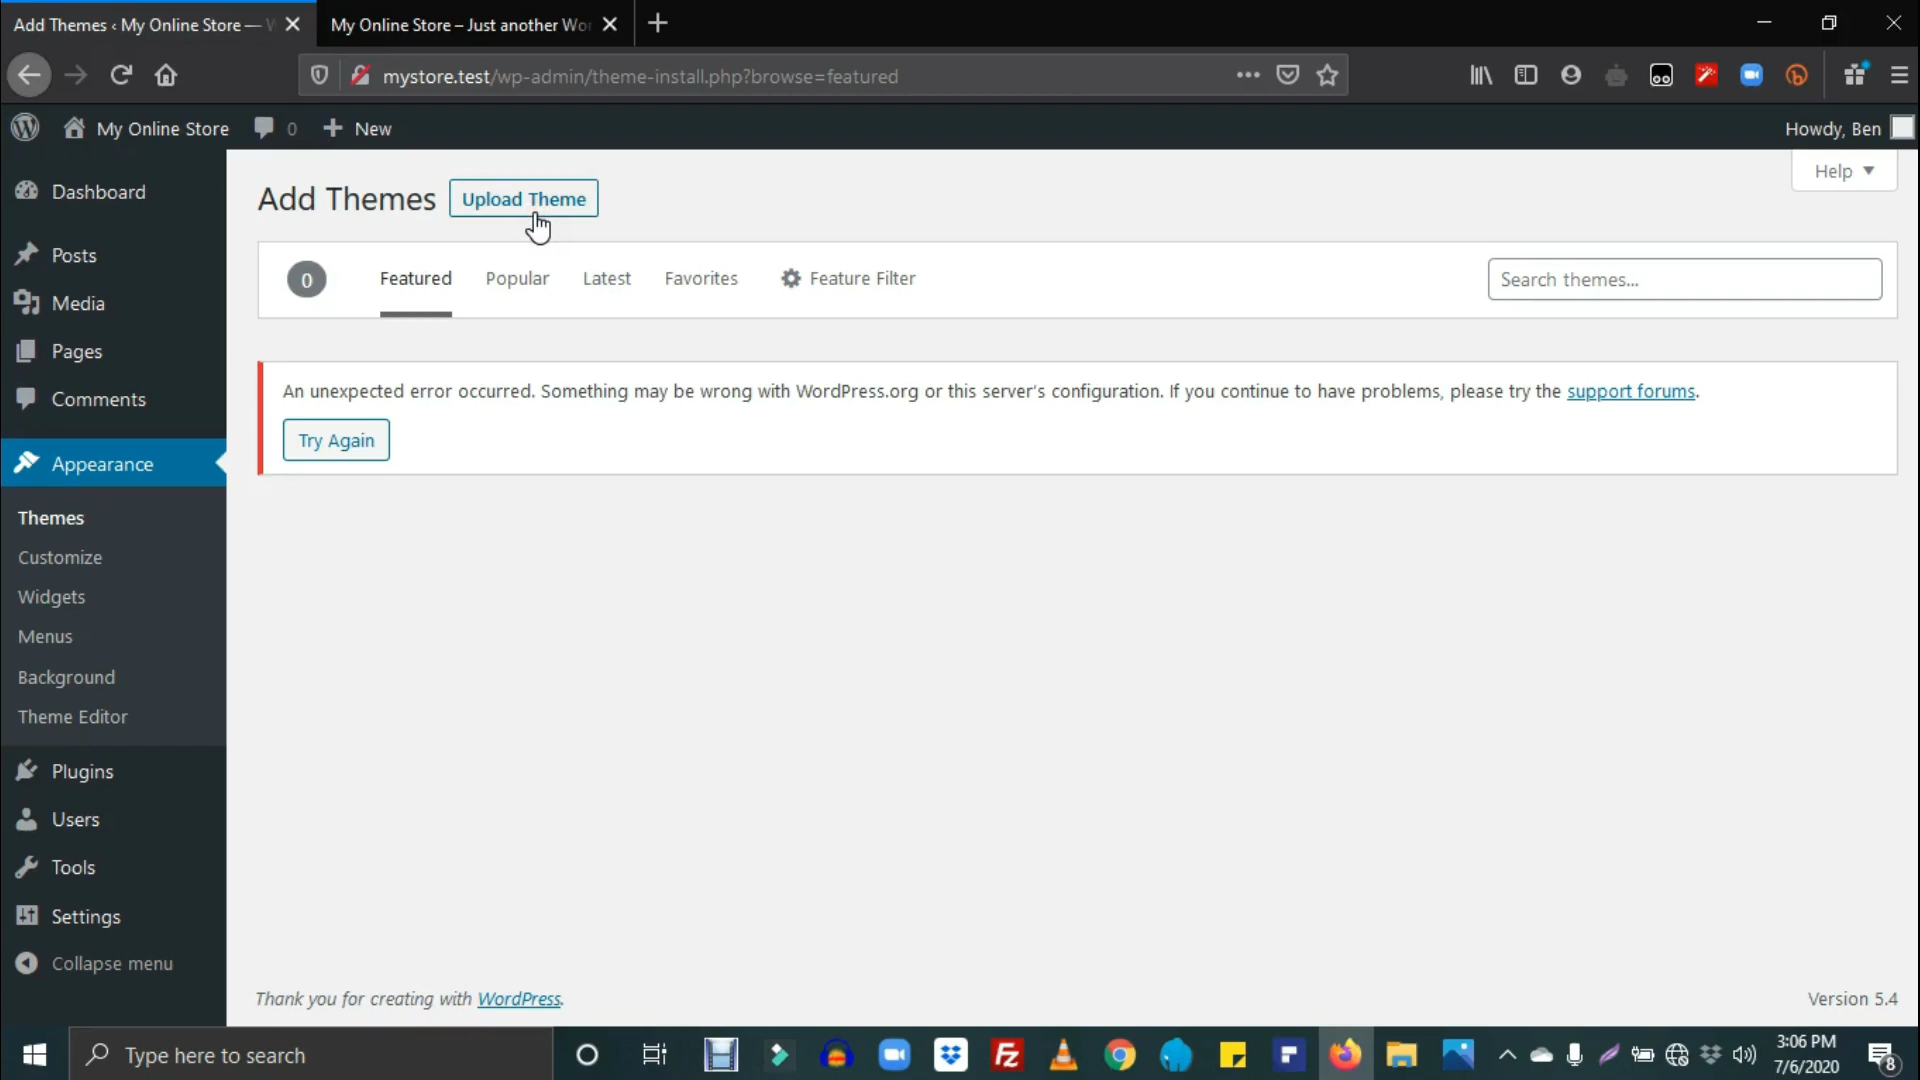 Add Themes ‹ My Online Store — W
My Online Store – Just another Wor
mystore.test/wp-admin/theme-install.php?browse=featured
My Online Store
0
New
Howdy, Ben
Dashboard
Posts
Media
Pages
Comments
Appearance
Themes
Customize
Widgets
Menus
Background
Theme Editor
Plugins
Users
Tools
Settings
Collapse menu
Help
Add Themes
Upload Theme
0
Featured
Popular
Latest
Favorites
Feature Filter
Search themes...
An unexpected error occurred. Something may be wrong with WordPress.org or this server's configuration. If you continue to have problems, please try the support forums.
Try Again
Thank you for creating with WordPress.
Version 5.4
Type here to search
Fz
3:06 PM
7/6/2020
8